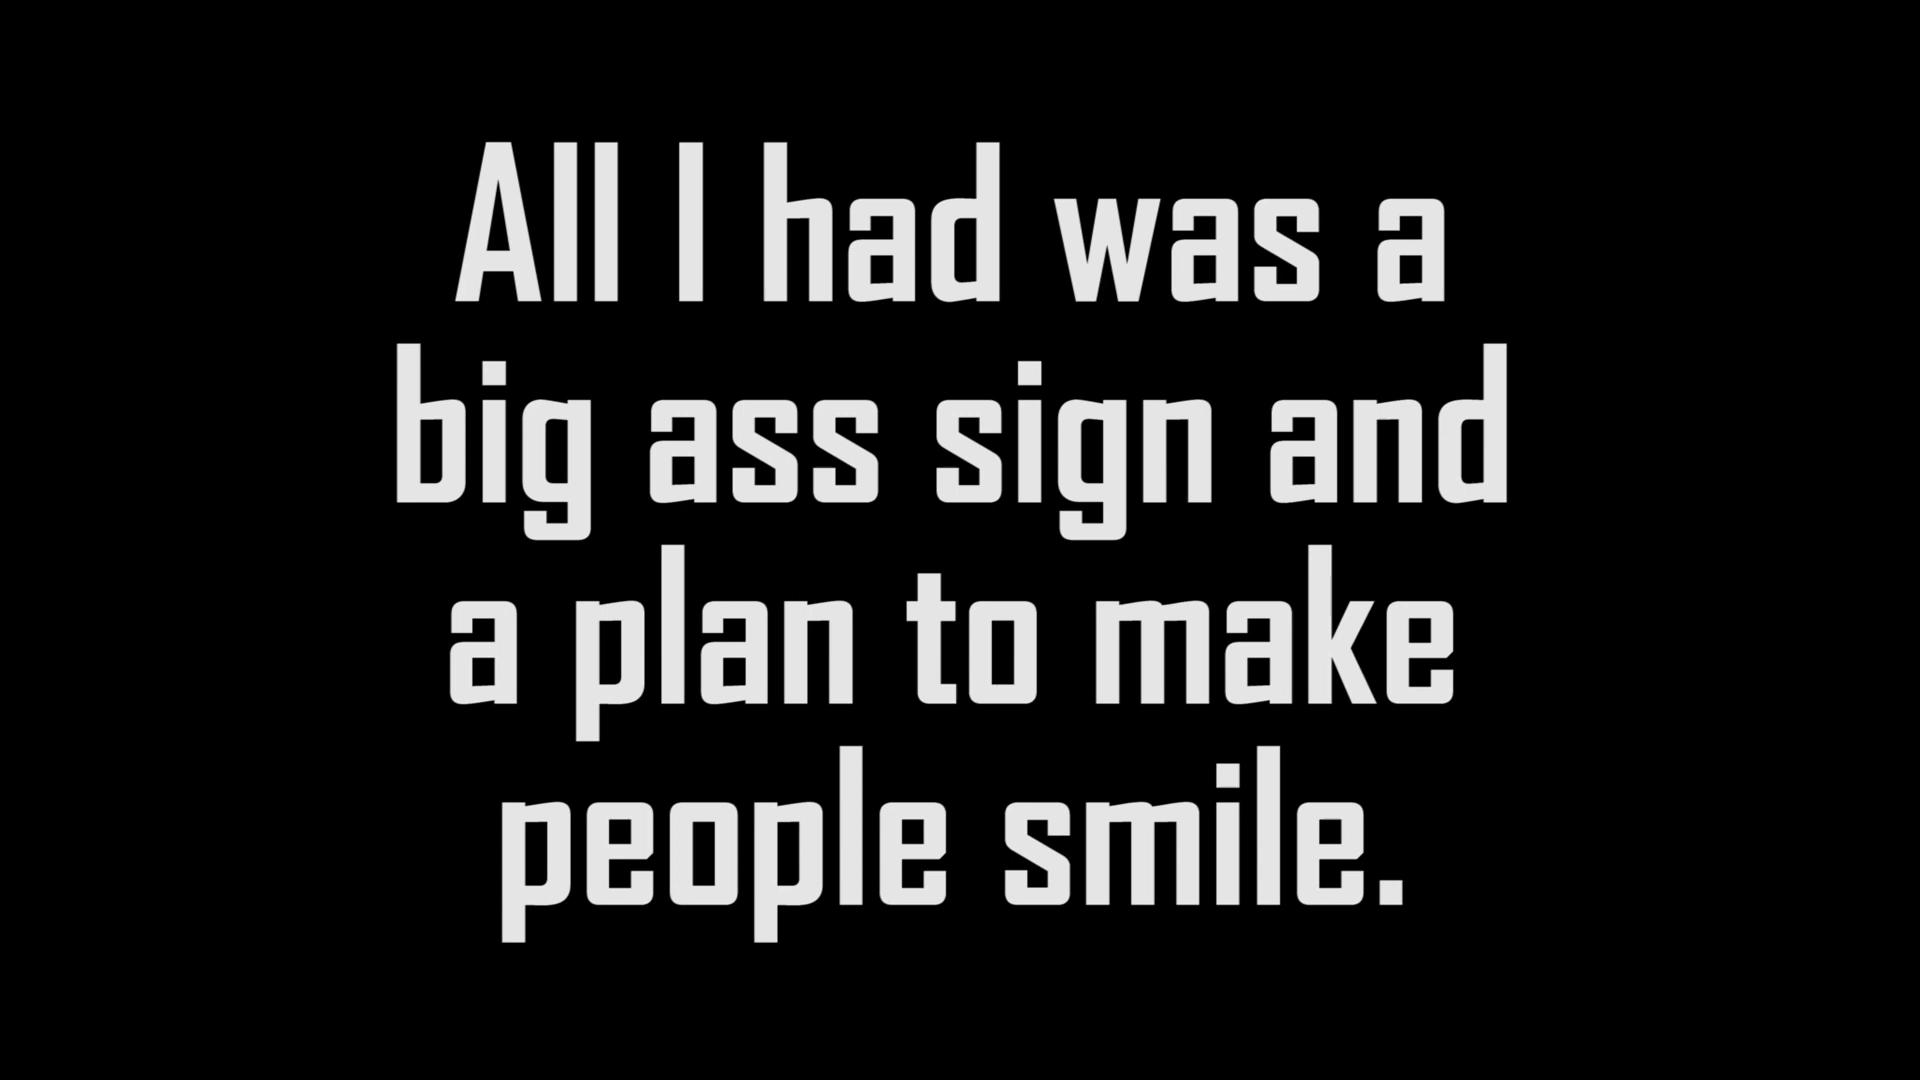 All I had was a
big ass sign and
a plan to make
people smile.